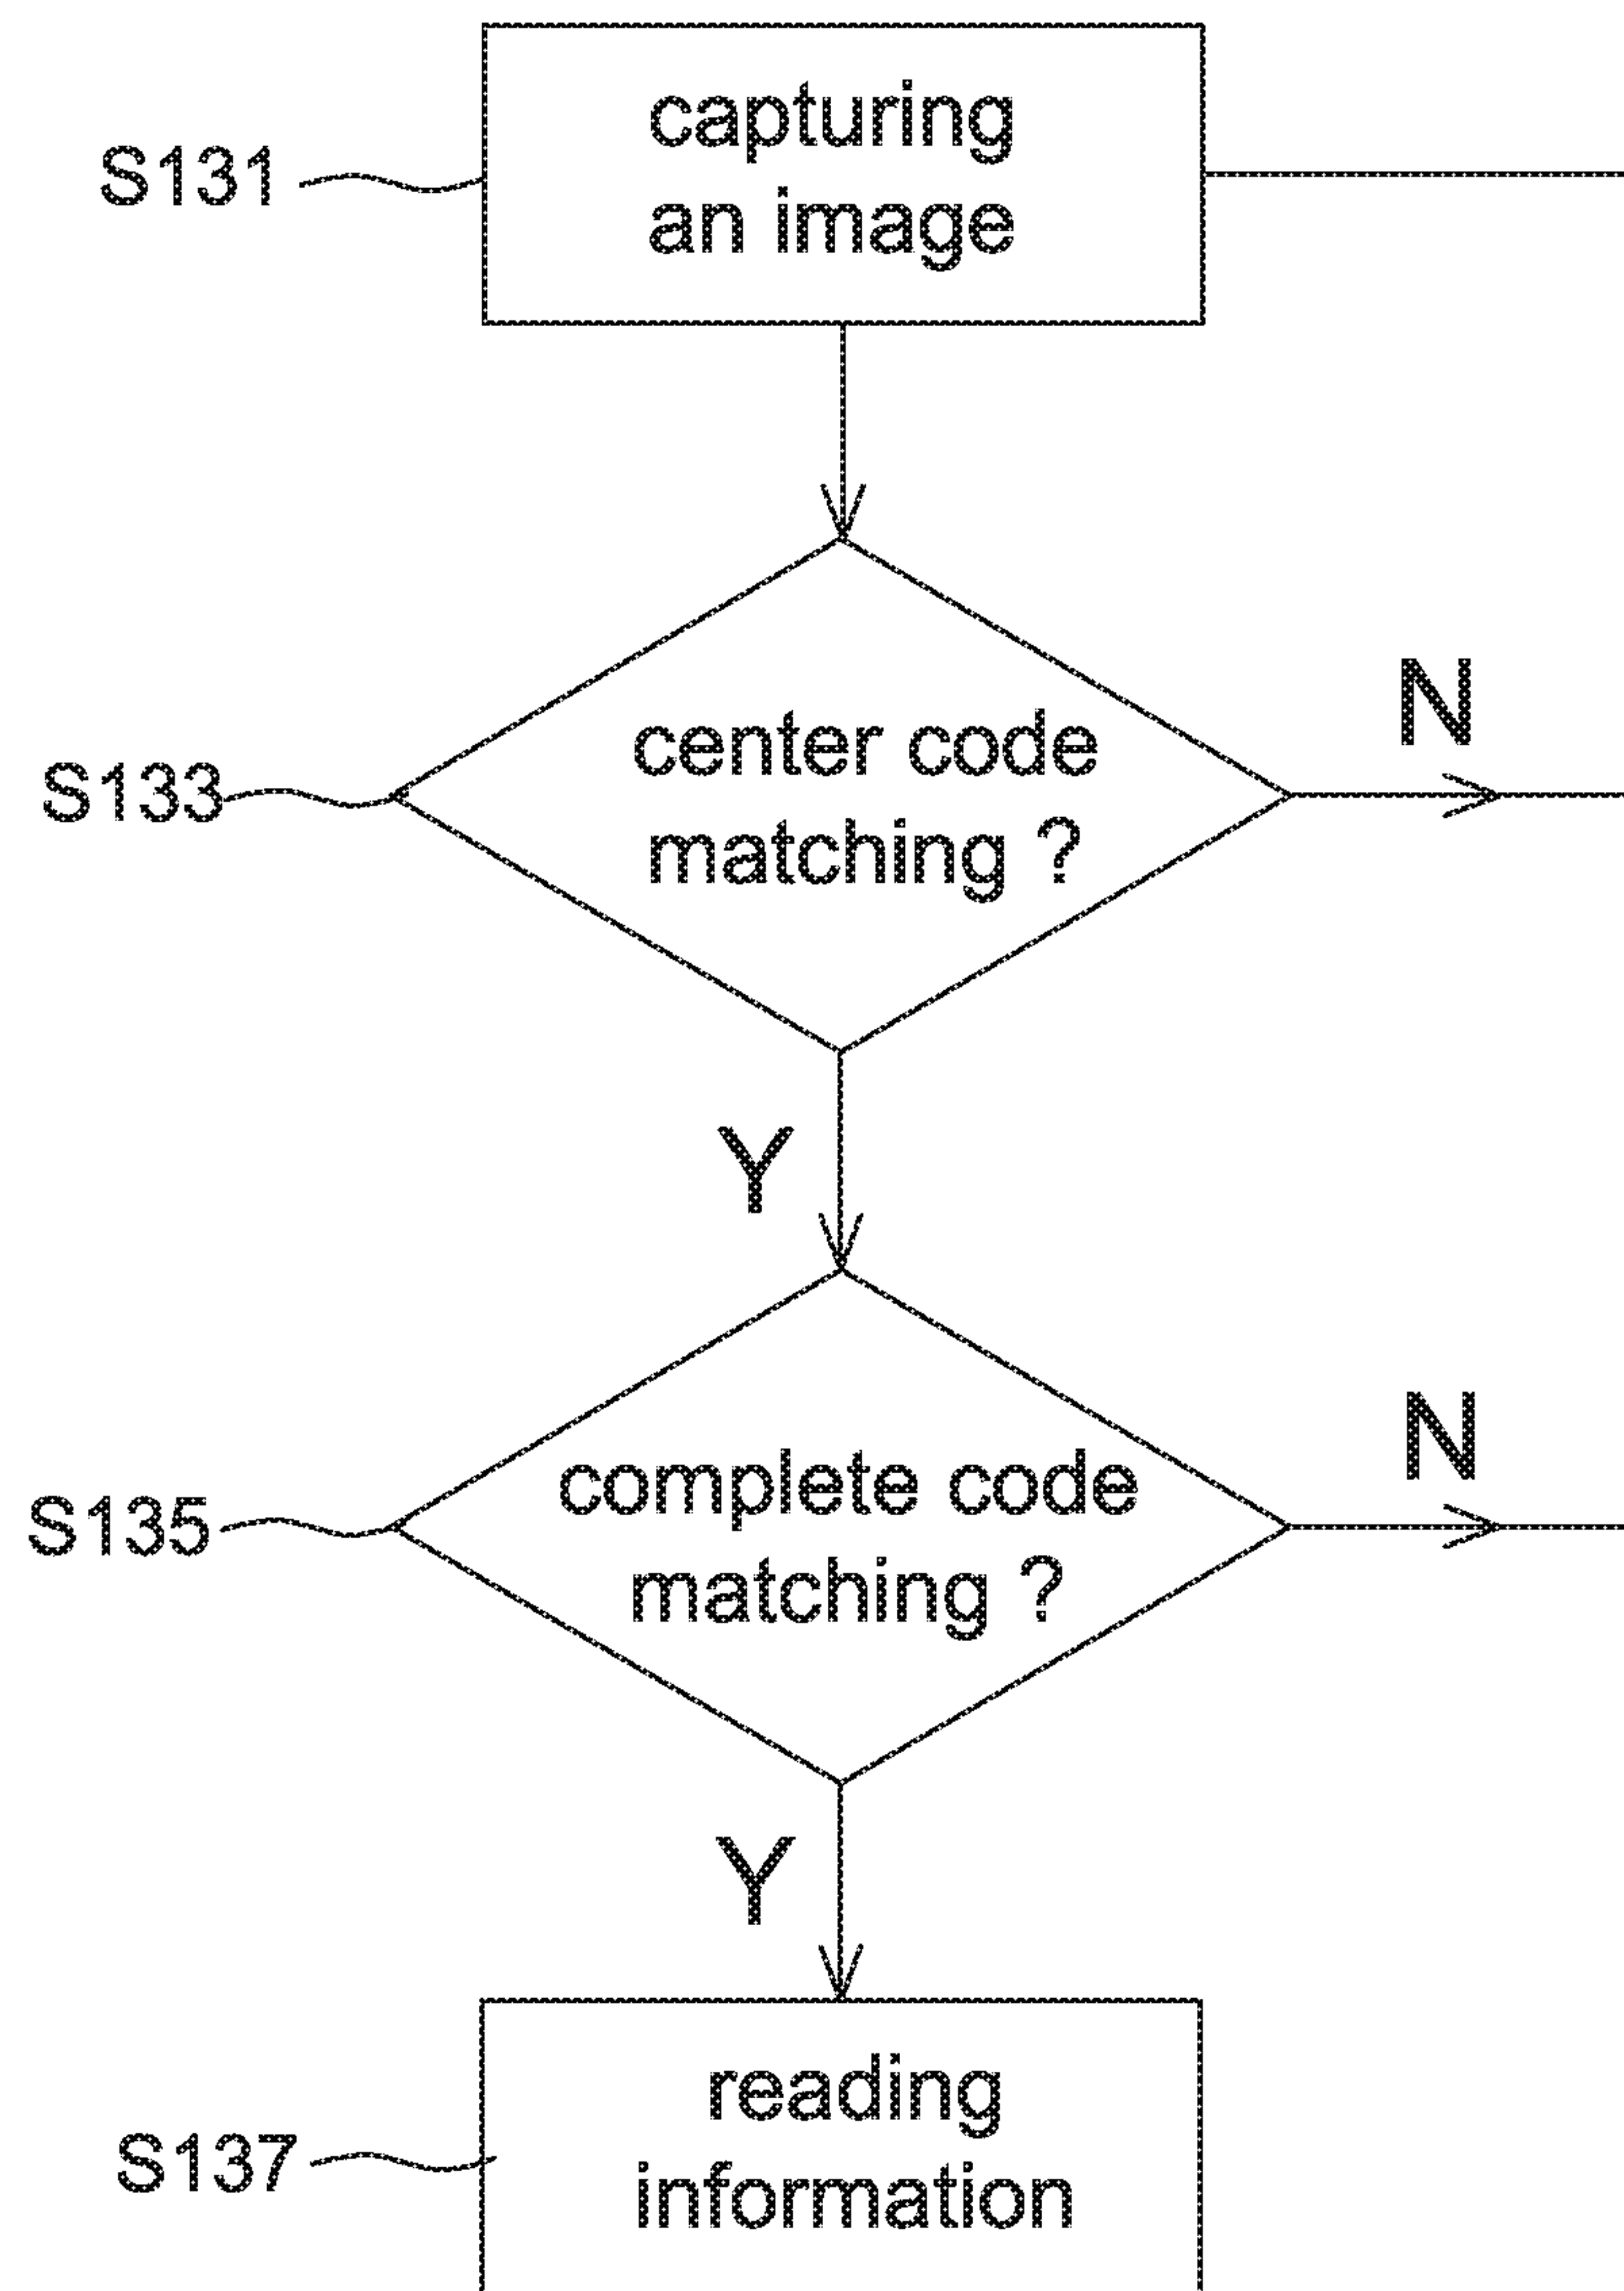 capturing
S131
an image
center code
N
S133
matching ?
Y
complete code
N
S135
matching ?
Y
reading
S137
information